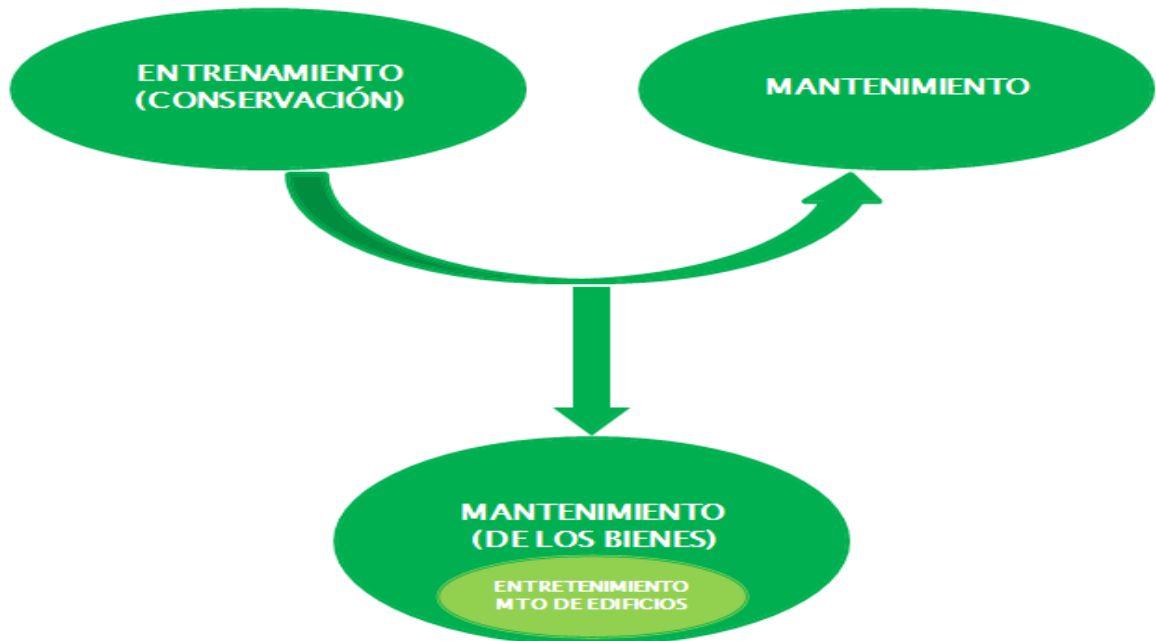 ENTRENAMIENTO
(CONSERVACIÓN)
MANTENIMIENTO
MANTENIMIENTO
(DE LOS BIENES)
ENTRETENIMIENTO
MTO DE EDIFICIOS